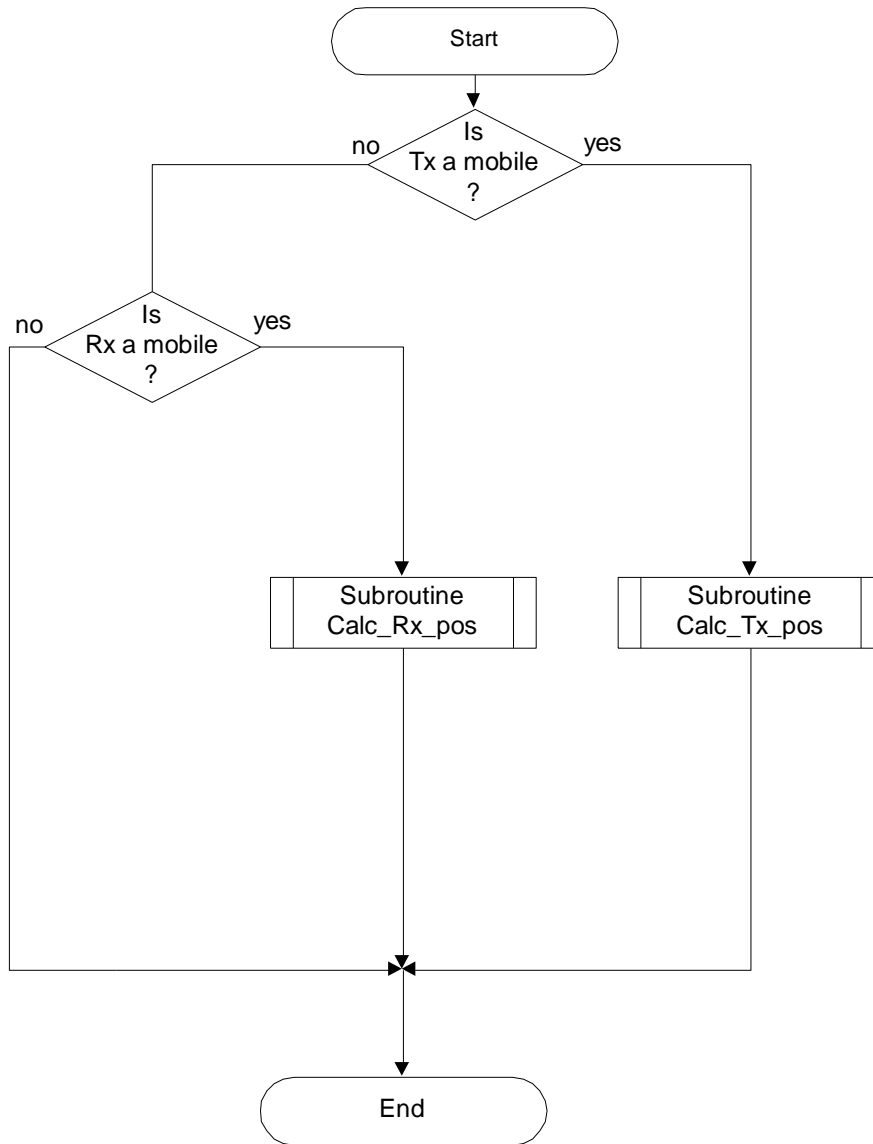 Start
Is
Tx a mobile
?
no
yes
Is
Rx a mobile
?
no
yes
Subroutine
Calc_Rx_pos
Subroutine
Calc_Tx_pos
End